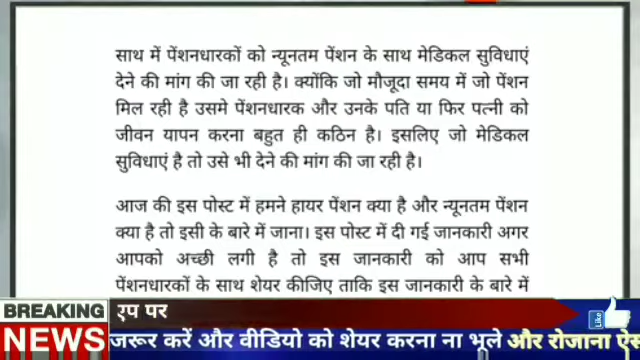 साथ में पेंशनधारकों को न्यूनतम पेंशन के साथ मेडिकल सुविधाएं
देने की मांग की जा रही है। क्योंकि जो मौजूदा समय में जो पेंशन
मिल रही है उसमे पेंशनधारक और उनके पति या फिर पत्नी को
जीवन यापन करना बहुत ही कठिन है। इसलिए जो मेडिकल
सुविधाएं है तो उसे भी देने की मांग की जा रही है।
आज की इस पोस्ट में हमने हायर पेंशन क्या है और न्यूनतम पेंशन
क्या है तो इसी के बारे में जाना। इस पोस्ट में दी गई जानकारी अगर
आपको अच्छी लगी है तो इस जानकारी को आप सभी
पेंशनधारकों के साथ शेयर कीजिए ताकि इस जानकारी के बारे में
BREAKING
NEWS
एप पर
Like
जरूर करें और वीडियो को शेयर करना ना भूले और रोजाना ऐस